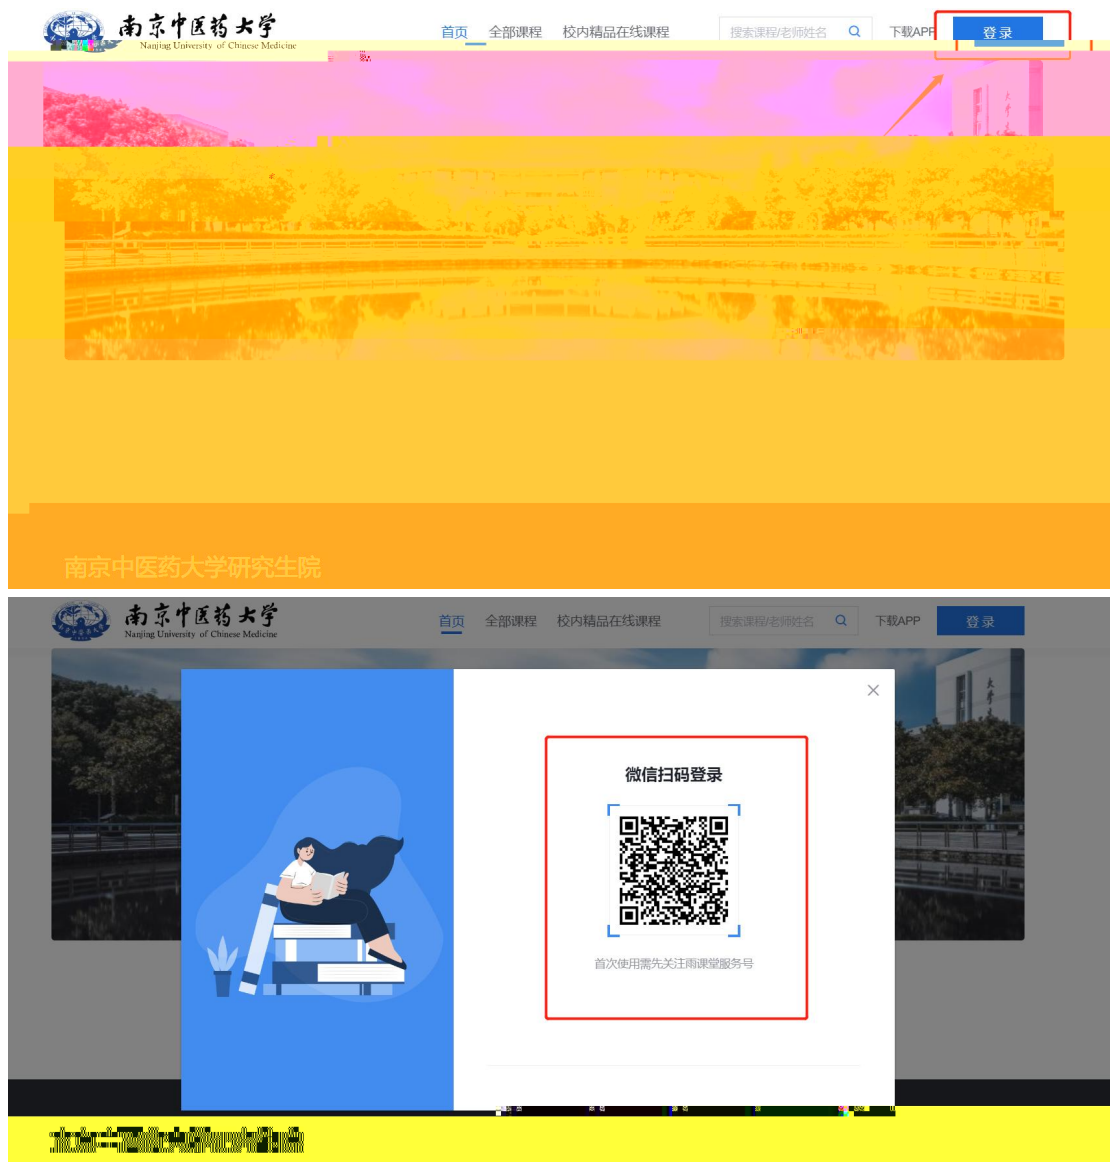 南京中医药大学
Nanjing University of Chinese Medicine
首页 全部课程 校内精品在线课程 搜索课程/老师姓名 下载APP 登录
南京中医药大学研究生院
南京中医药大学
Nanjing University of Chinese Medicine
首页 全部课程 校内精品在线课程 搜索课程/老师姓名 下载APP 登录
微信扫码登录
首次使用需先关注雨课堂服务号